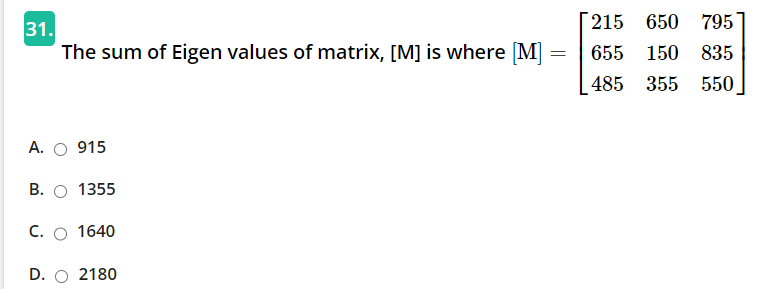 31.
The sum of Eigen values of matrix, [M] is where [M] = [215 650 795
655 150 835
485 355 550]
A. 915
B. 1355
C. 1640
D. 2180